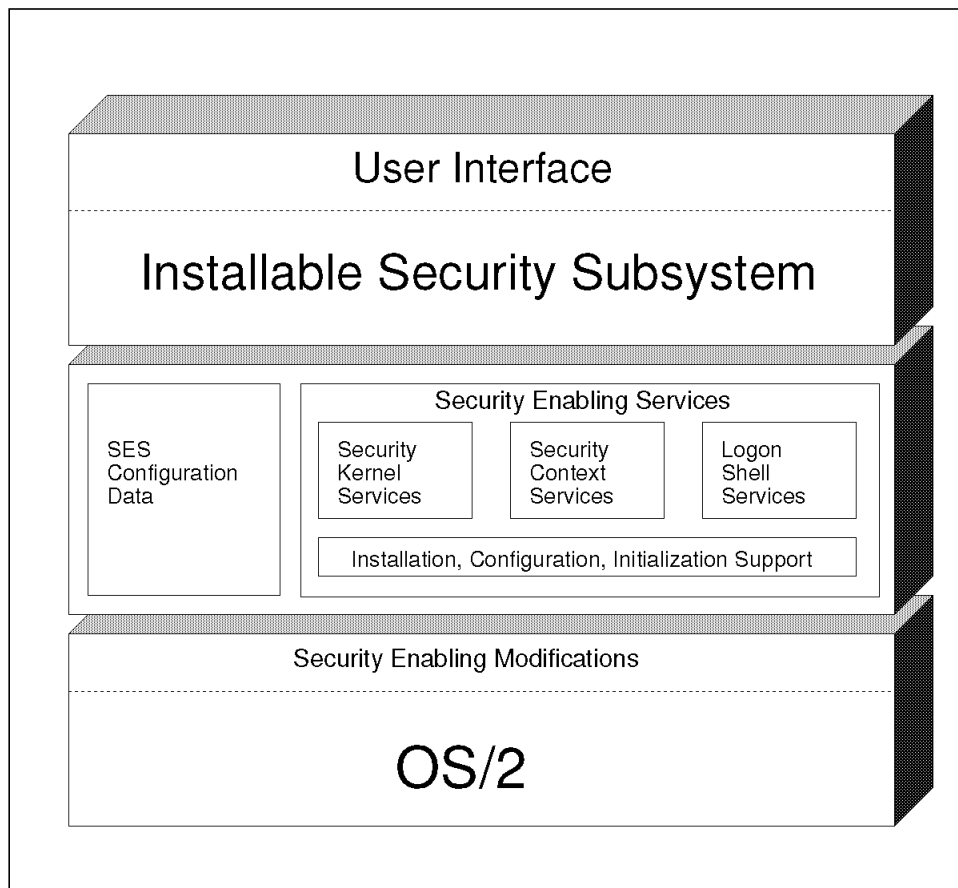 User Interface
Installable Security Subsystem
SES
Configuration
Data
Security Enabling Services
Security
Kernel
Services
Security
Context
Services
Logon
Shell
Services
Installation, Configuration, Initialization Support
Security Enabling Modifications
OS/2